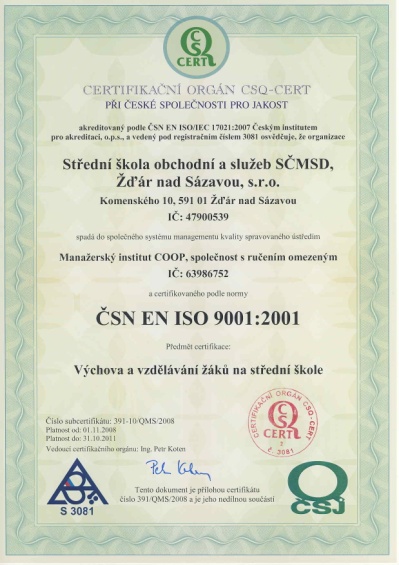 CSQ
CERT
CERTIFIKAČNÍ ORGÁN CSQ-CERT
PŘI ČESKÉ SPOLEČNOSTI PRO JAKOST
akreditovaný podle ČSN EN ISO/IEC 17021:2007 Českým institutem
pro akreditaci, o.p.s., a vedený pod registračním číslem 3081 osvědčuje, že organizace
Střední škola obchodní a služeb SČMSD,
Žďár nad Sázavou, s.r.o.
Komenského 10, 591 01 Žďár nad Sázavou
IČ: 47900539
spadá do společného systému managementu kvality spravovaného ústředím
Manažerský institut COOP, společnost s ručením omezeným
IČ: 63986752
a certifikovaného podle normy
ČSN EN ISO 9001:2001
Předmět certifikace:
Výchova a vzdělávání žáků na střední škole
Číslo subcertifikátu: 391-10/QMS/2008
Platnost od: 01.11.2008
Platnost do: 31.10.2011
Vedoucí certifikačního orgánu: Ing. Petr Koten
CERTIFIKAČNÍ ORGÁN CSQ-CERT
CSQ
CERT
2
č. 3081
S 3081
Tento dokument je přílohou certifikátu
číslo 391/QMS/2008 a je jeho nedílnou součástí
ČSJ